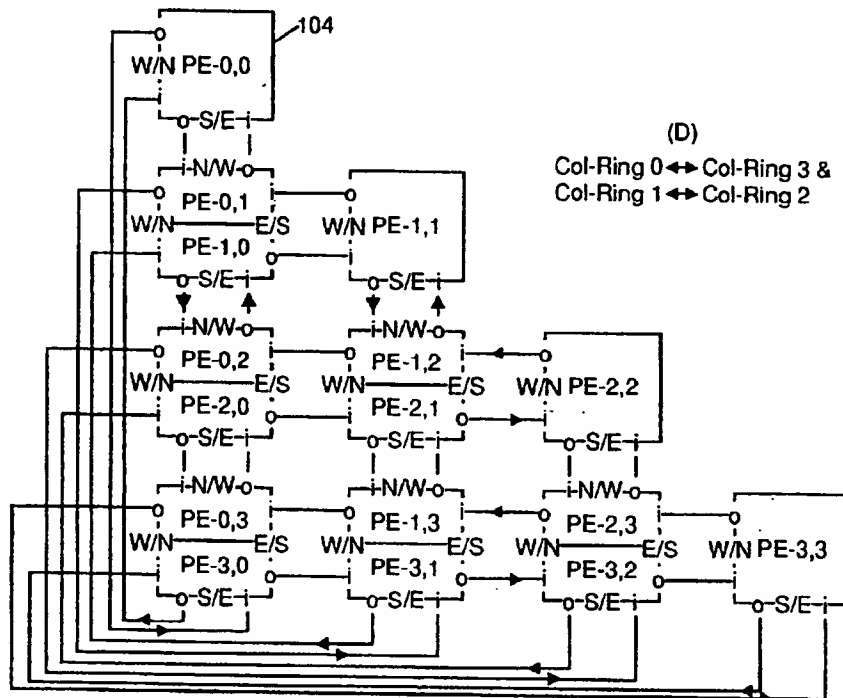 104
o
W/N PE-0,0
i
o S/E i
(D)
Col-Ring 0 ↔ Col-Ring 3 &
Col-Ring 1 ↔ Col-Ring 2
i N/W o
o PE-0,1 i o
W/N E/S W/N PE-1,1
i PE-1,0 o i
o S/E i o S/E i
i N/W o i N/W o
o PE-0,2 i o PE-1,2 i o
W/N E/S W/N E/S W/N PE-2,2
i PE-2,0 o i PE-2,1 o i
o S/E i o S/E i o S/E i
i N/W o i N/W o i N/W o
o PE-0,3 i o PE-1,3 i o PE-2,3 i o
W/N E/S W/N E/S W/N E/S W/N PE-3,3
i PE-3,0 o i PE-3,1 o i PE-3,2 o i
o S/E i o S/E i o S/E i o S/E i